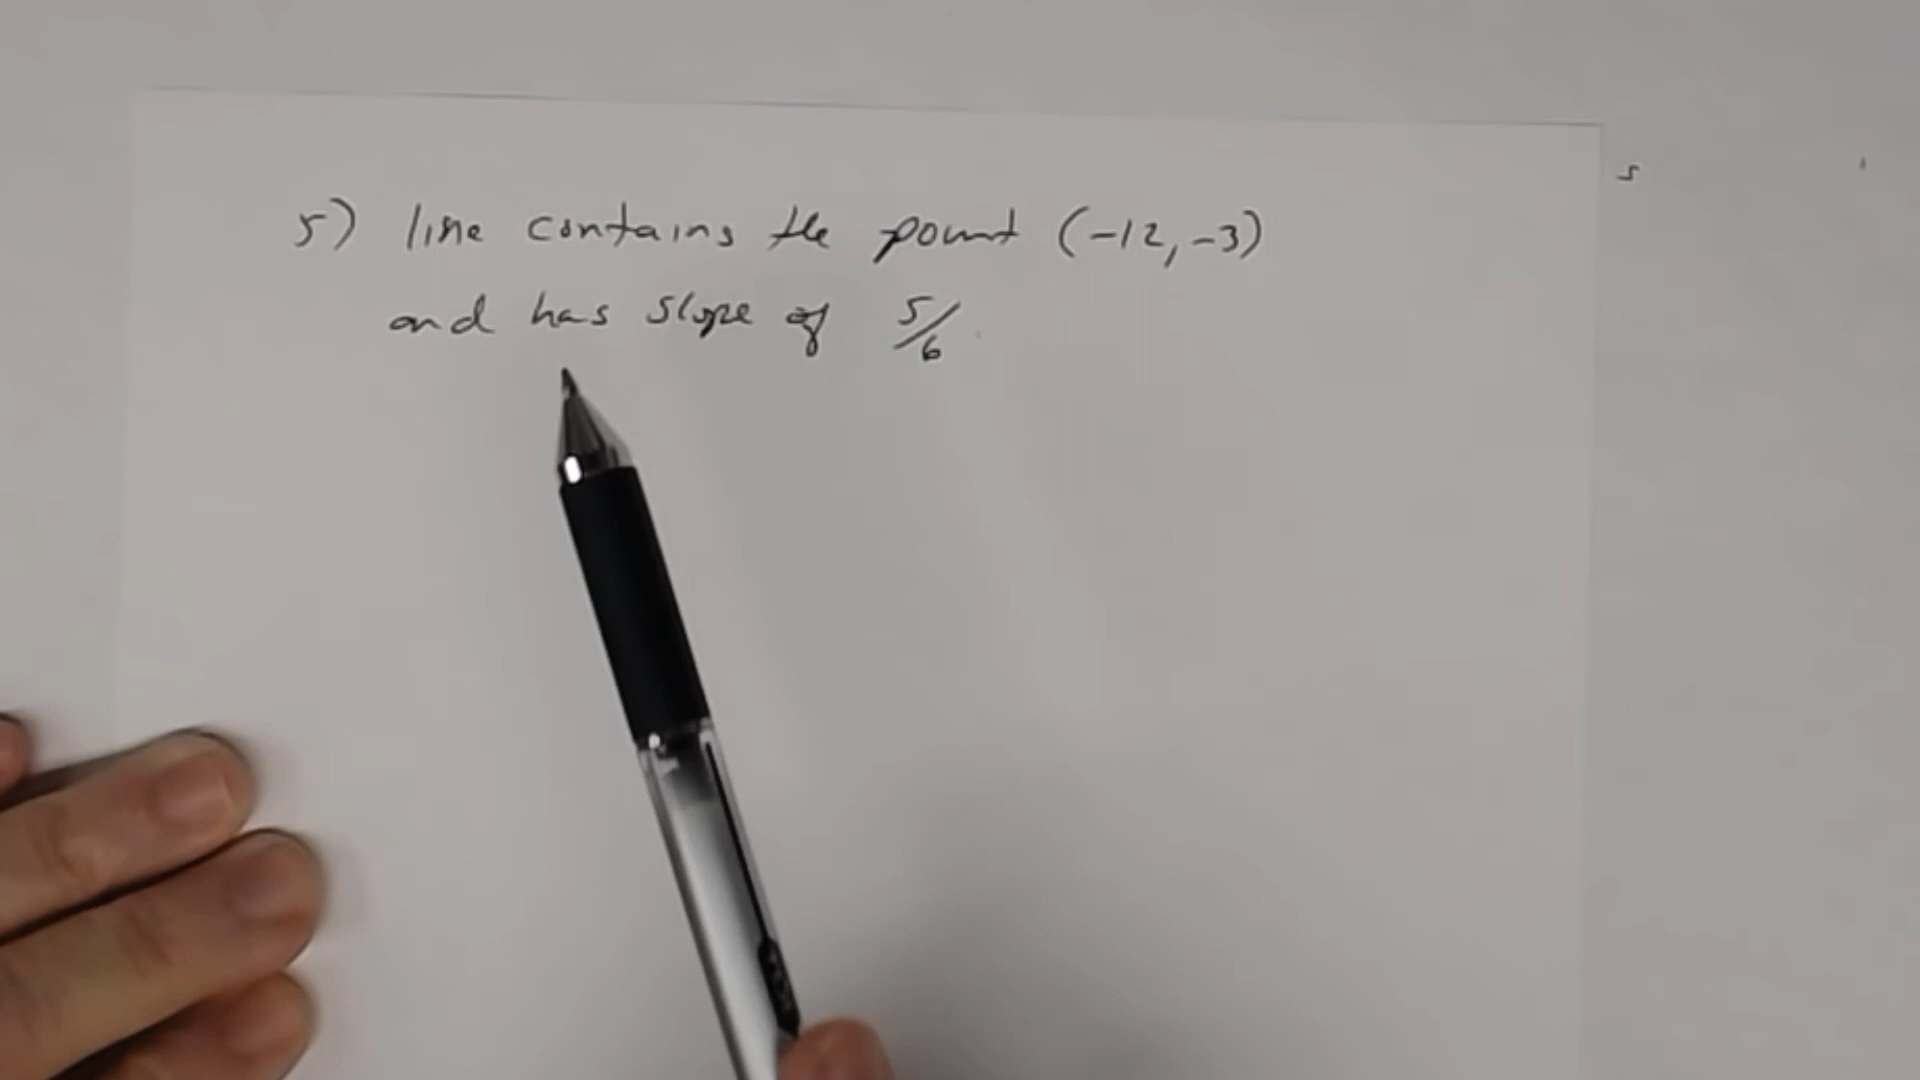 5) line contains the point (-12, -3)
and has slope of 5/6
s